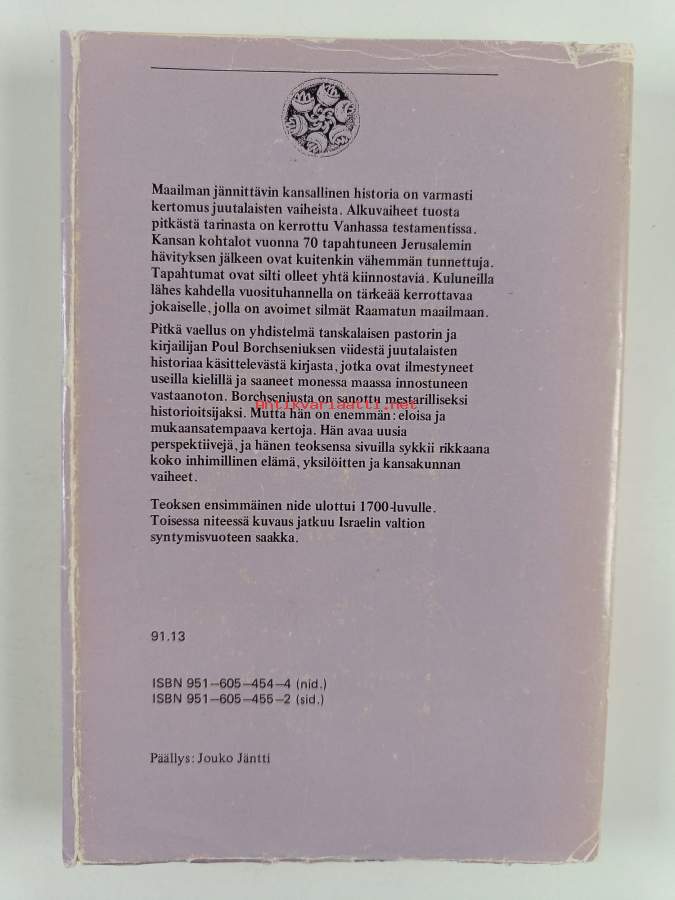 Maailman jännittävin kansallinen historia on varmasti
kertomus juutalaisten vaiheista. Alkuvaiheet tuosta
pitkästä tarinasta on kerrottu Vanhassa testamentissa.
Kansan kohtalot vuonna 70 tapahtuneen Jerusalemin
hävityksen jälkeen ovat kuitenkin vähemmän tunnettuja.
Tapahtumat ovat silti olleet yhtä kiinnostavia. Kuluneilla
lähes kahdella vuosituhannella on tärkeää kerrottavaa
jokaiselle, jolla on avoimet silmät Raamatun maailmaan.
Pitkä vaellus on yhdistelmä tanskalaisen pastorin ja
kirjailijan Poul Borchseniuksen viidestä juutalaisten
historiaa käsittelevästä kirjasta, jotka ovat ilmestyneet
useilla kielillä ja saaneet monessa maassa innostuneen
vastaanoton. Borchseniusta on sanottu mestarilliseksi
antikvariaatti.net
historioitsijaksi. Mutta hän on enemmän: eloisa ja
mukaansatempaava kertoja. Hän avaa uusia
perspektiivejä, ja hänen teoksensa sivuilla sykkii rikkaana
koko inhimillinen elämä, yksilöitten ja kansakunnan
vaiheet.
Teoksen ensimmäinen nide ulottui 1700-luvulle.
Toisessa niteessä kuvaus jatkuu Israelin valtion
syntymisvuoteen saakka.
91.13
ISBN 951-605-454-4 (nid.)
ISBN 951-605-455-2 (sid.)
Päällys: Jouko Jäntti